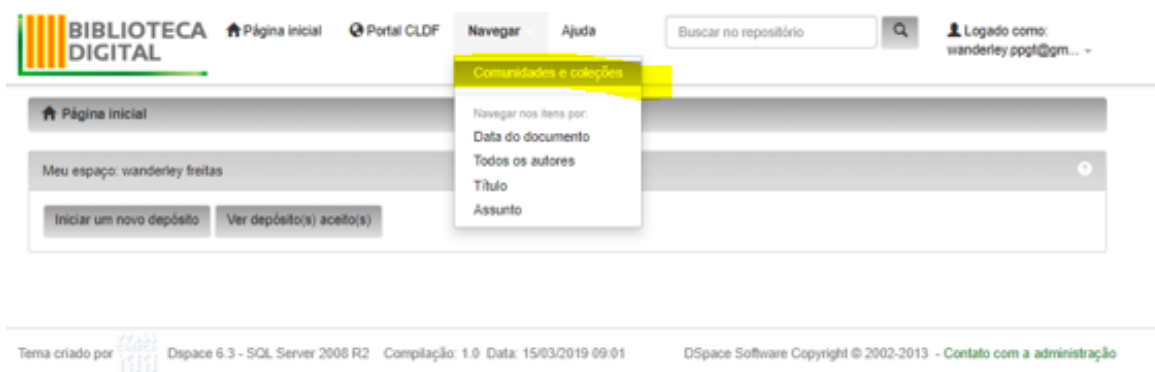 BIBLIOTECA DIGITAL
Página inicial Portal CLDF Navegar Ajuda Buscar no repositório Logado como: wanderley.ppgt@gm...
Comunidades e coleções
Página inicial
Navegar nos itens por:
Data do documento
Todos os autores
Título
Assunto
Meu espaço: wanderley freitas
Iniciar um novo depósito Ver depósito(s) aceito(s)
Tema criado por Dspace 6.3 - SQL Server 2008 R2 Compilação: 1.0 Data: 15/03/2019 09:01 DSpace Software Copyright © 2002-2013 - Contato com a administração